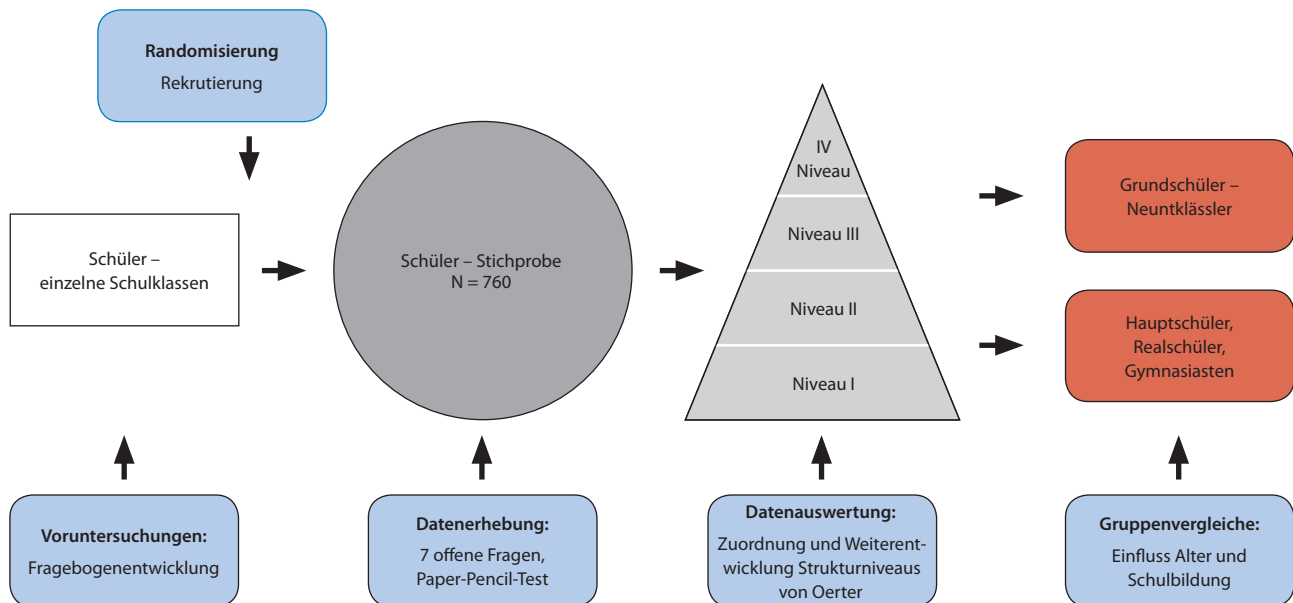 Randomisierung
Rekrutierung
Schüler –
einzelne Schulklassen
Schüler – Stichprobe
N = 760
IV
Niveau
Niveau III
Niveau II
Niveau I
Grundschüler –
Neuntklässler
Hauptschüler,
Realschüler,
Gymnasiasten
Voruntersuchungen:
Fragebogenentwicklung
Datenerhebung:
7 offene Fragen,
Paper-Pencil-Test
Datenauswertung:
Zuordnung und Weiterent-
wicklung Strukturniveaus
von Oerter
Gruppenvergleiche:
Einfluss Alter und
Schulbildung